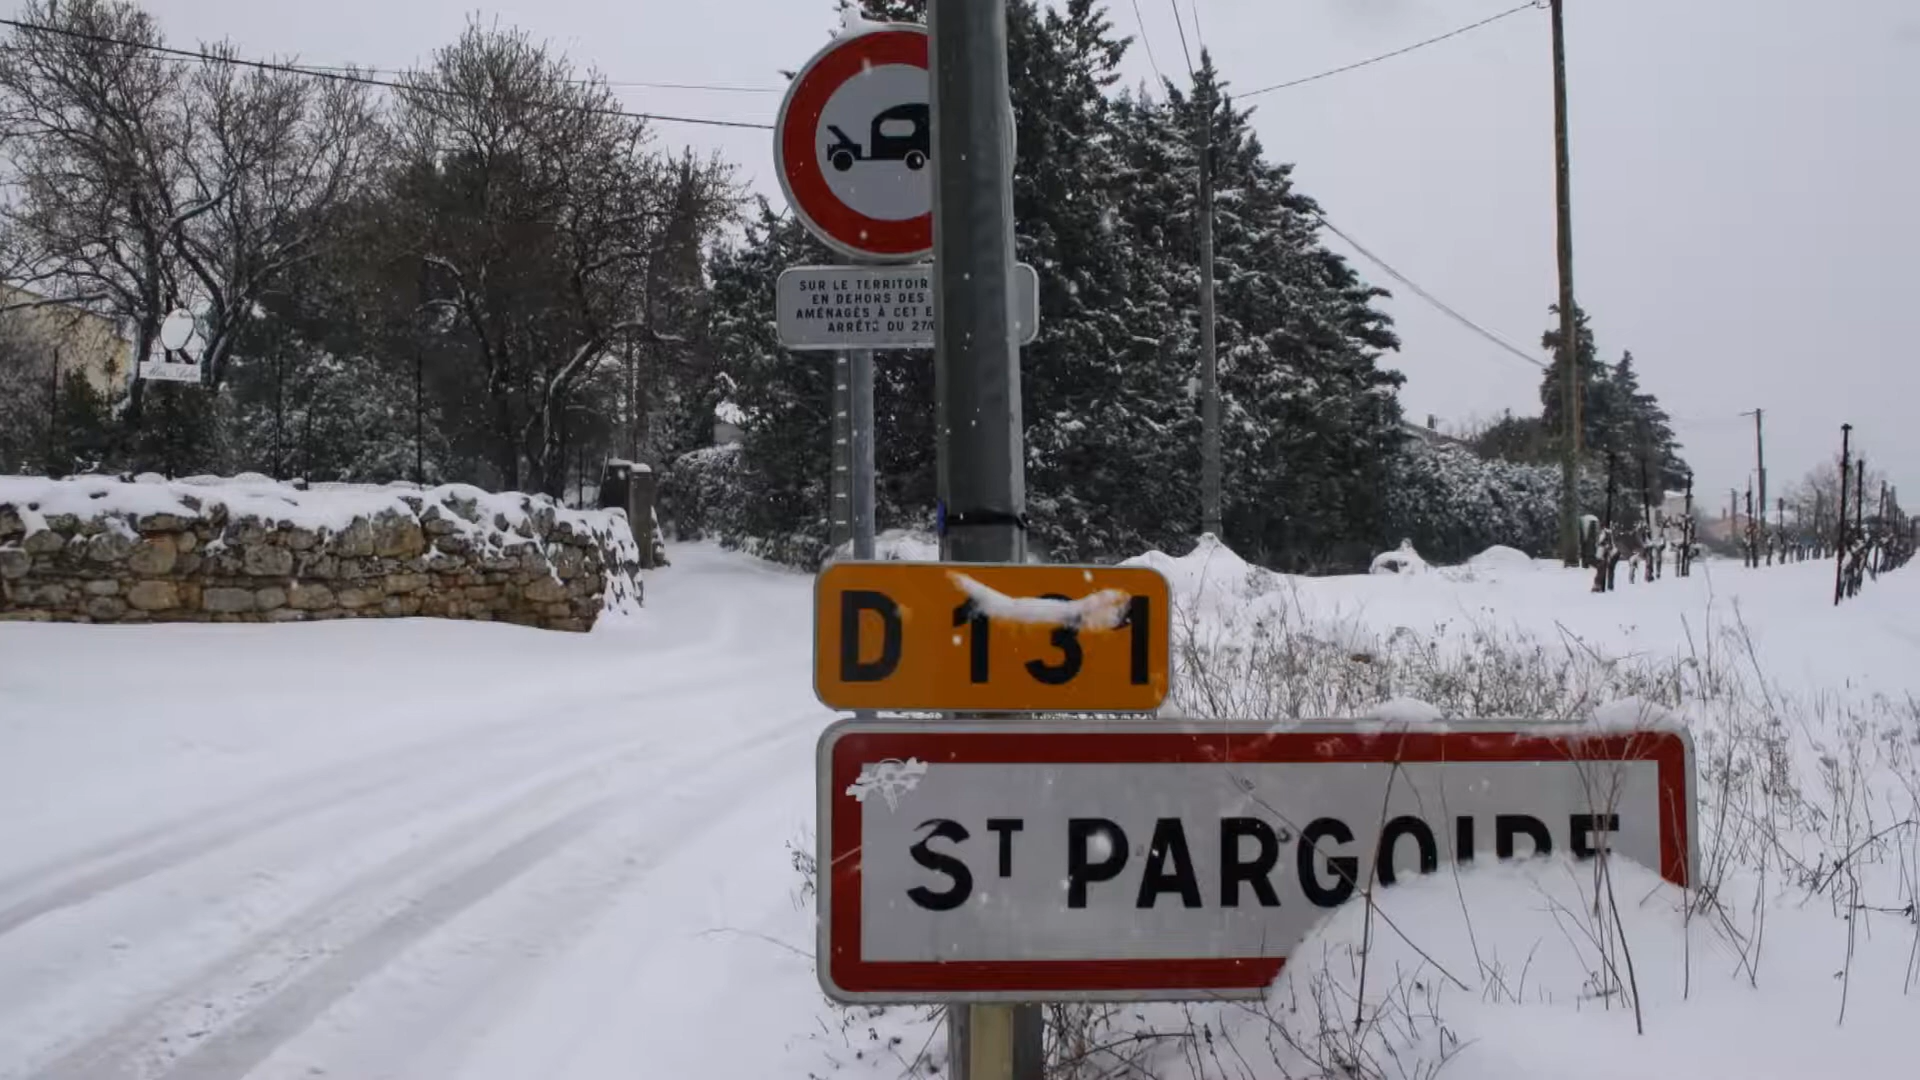 SUR LE TERRITOIR
EN DEHORS DES
AMÉNAGÉS À CET E
ARRÊTÉ DU 27/
D 131
ST PARGOIRE